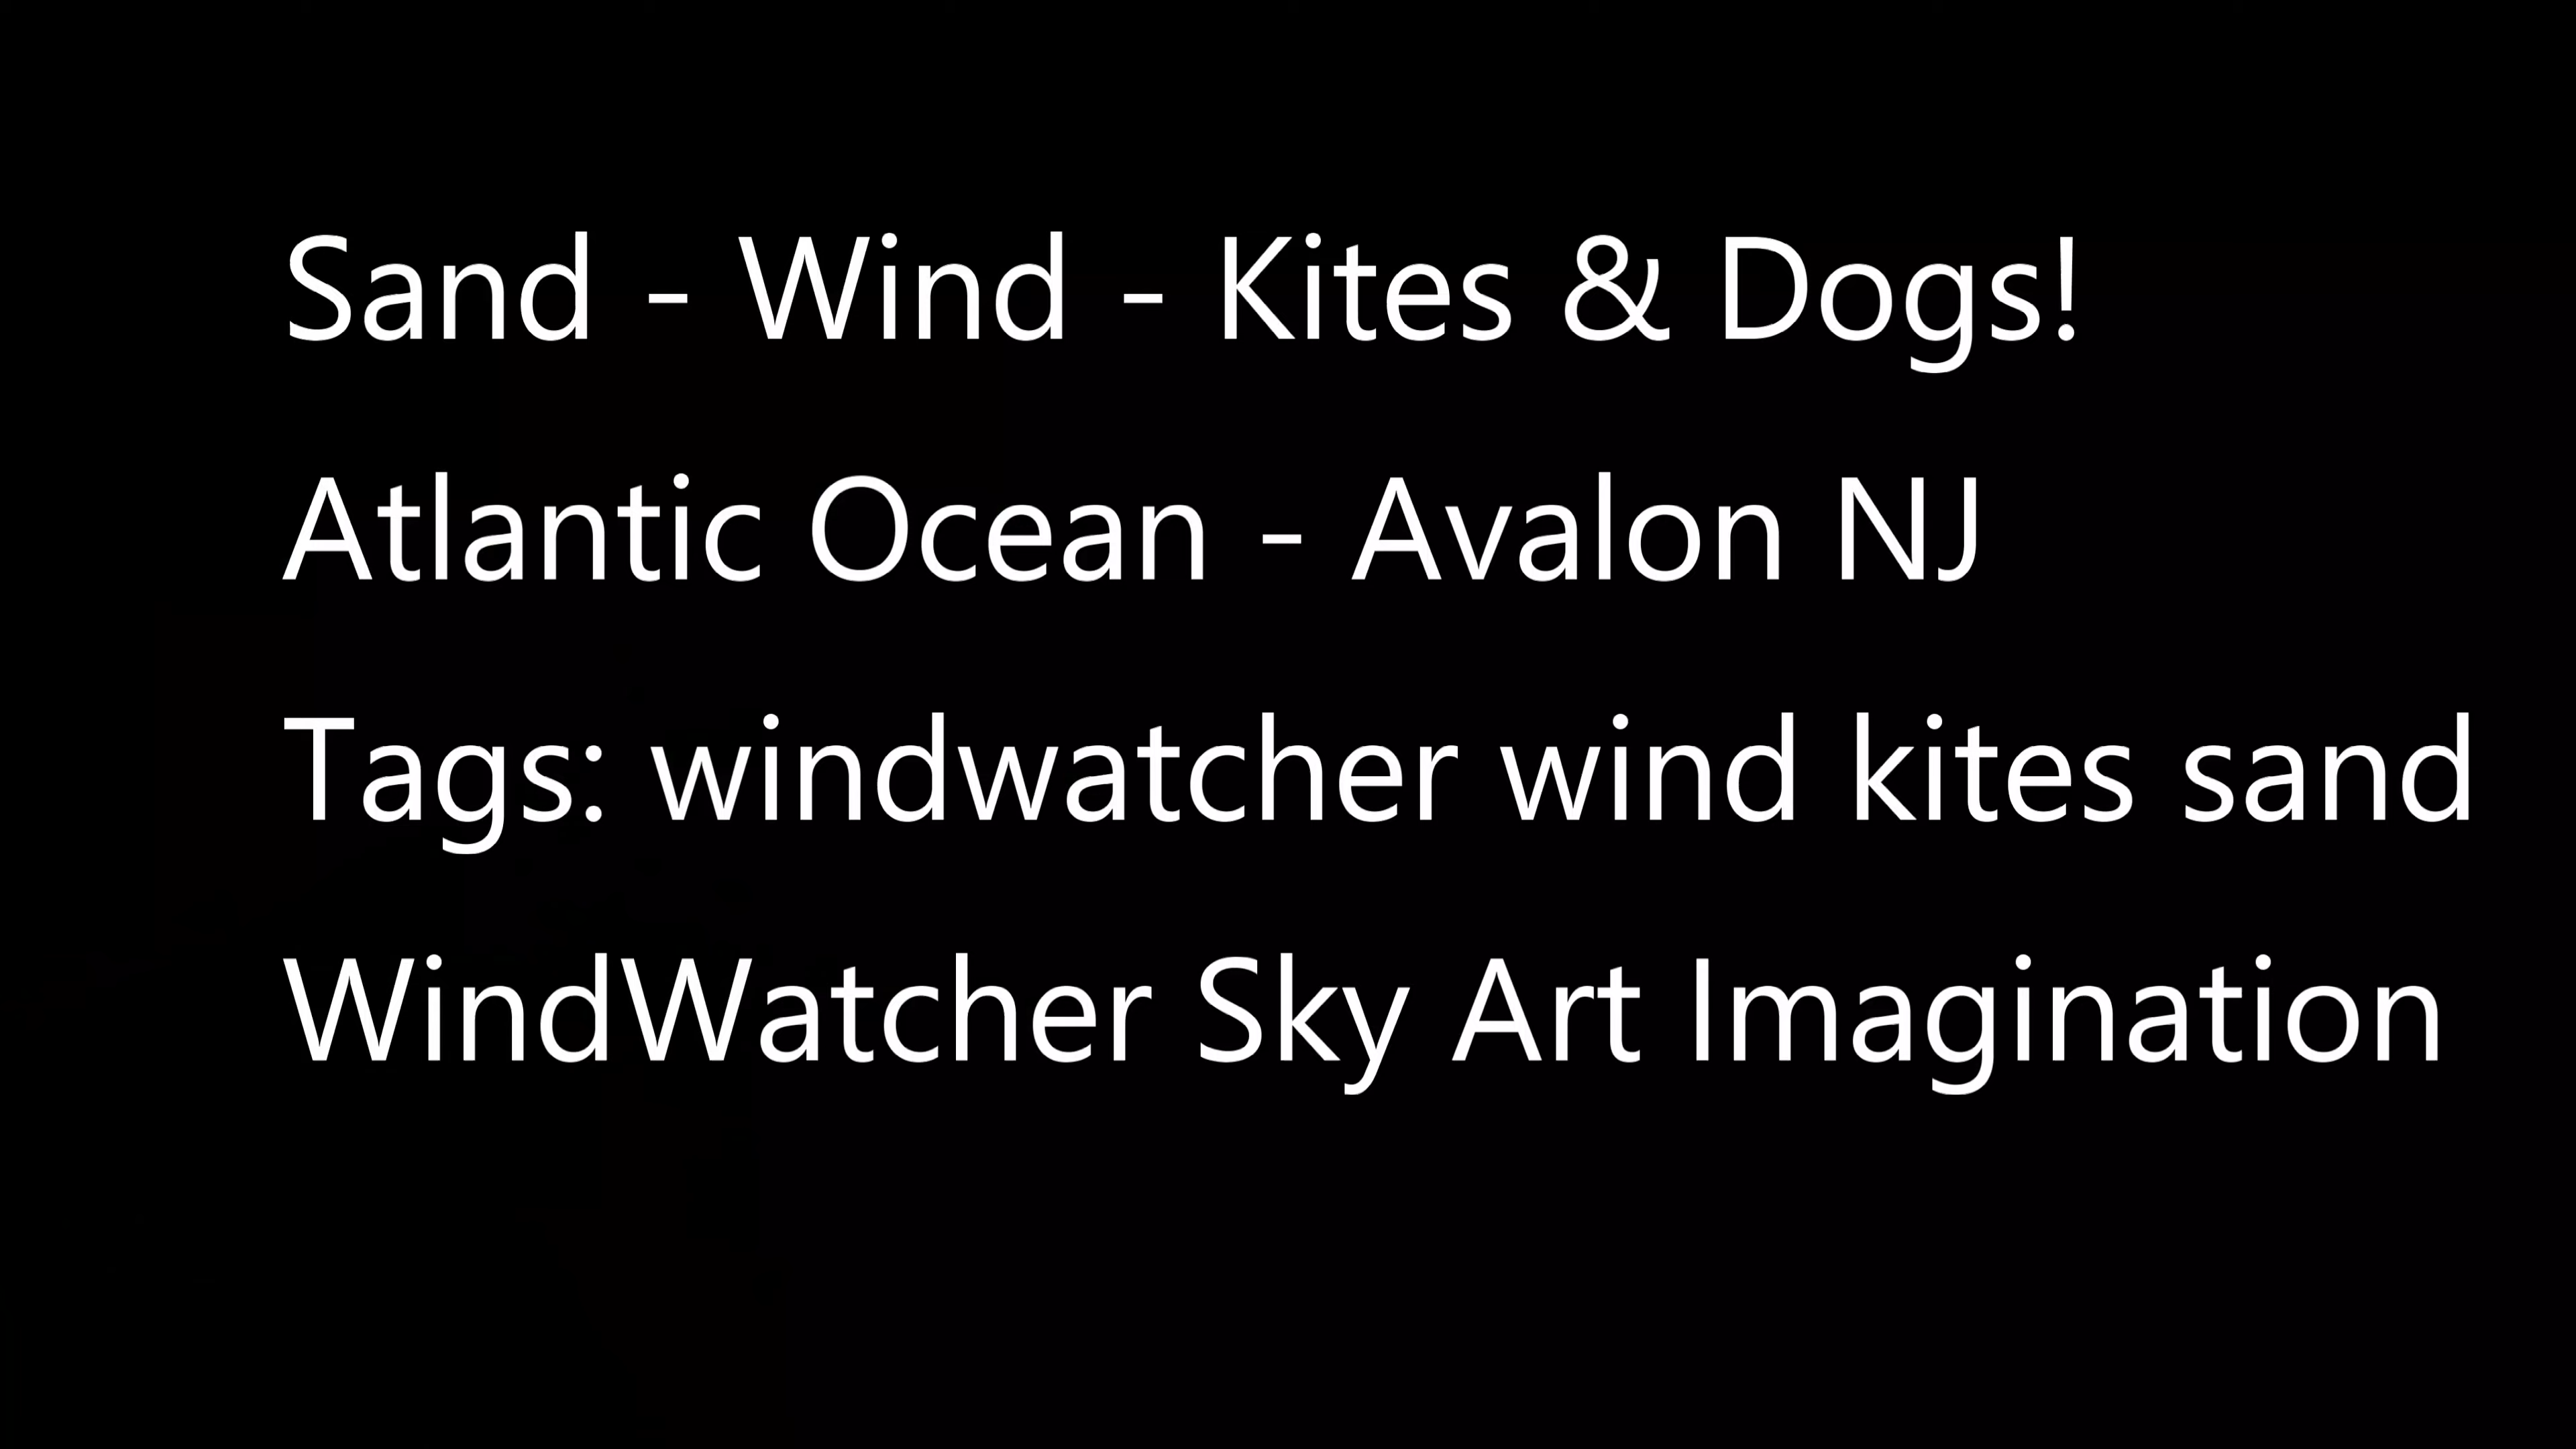 Sand - Wind - Kites & Dogs!
Atlantic Ocean - Avalon NJ
Tags: windwatcher wind kites sand
WindWatcher Sky Art Imagination